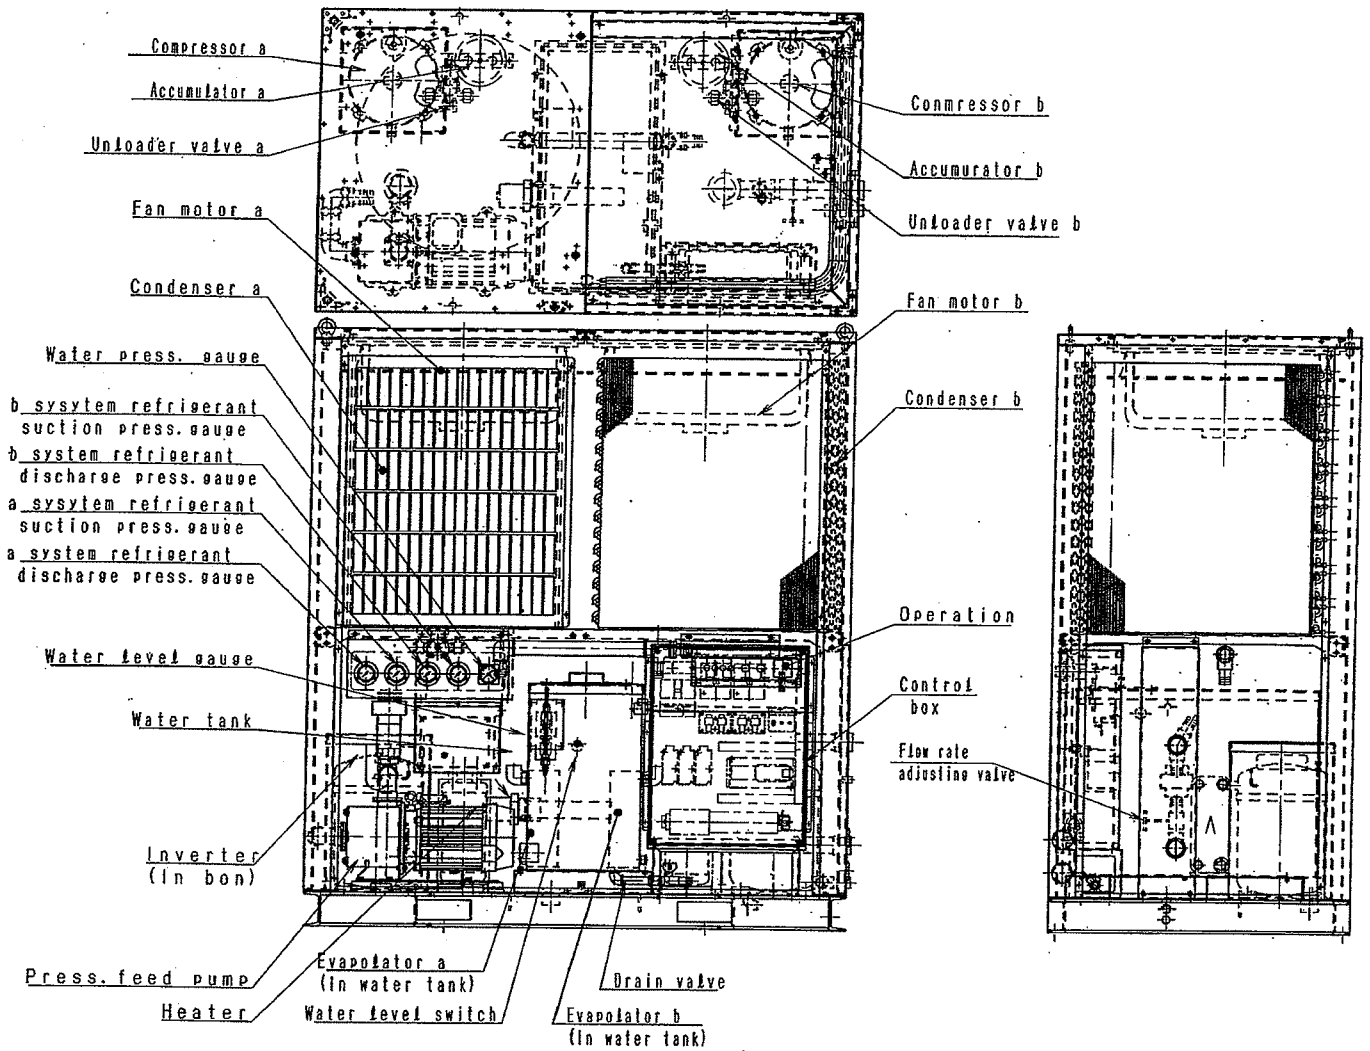 Compressor a
Accumulator a
Unloader valve a
Fan motor a
Condenser a
Water press. gauge
b sysytem refrigerant
suction press. gauge
b system refrigerant
discharge press. gauge
a sysytem refrigerant
suction press. gauge
a system refrigerant
discharge press. gauge
Water level gauge
Water tank
Inverter
(In bon)
Press. feed pump
Heater
Evapolator a
(In water tank)
Water level switch
Drain valve
Evapolator b
(In water tank)
Conmressor b
Accumurator b
Unloader valve b
Fan motor b
Condenser b
Operation
Control
box
Flow rate
adjusting valve